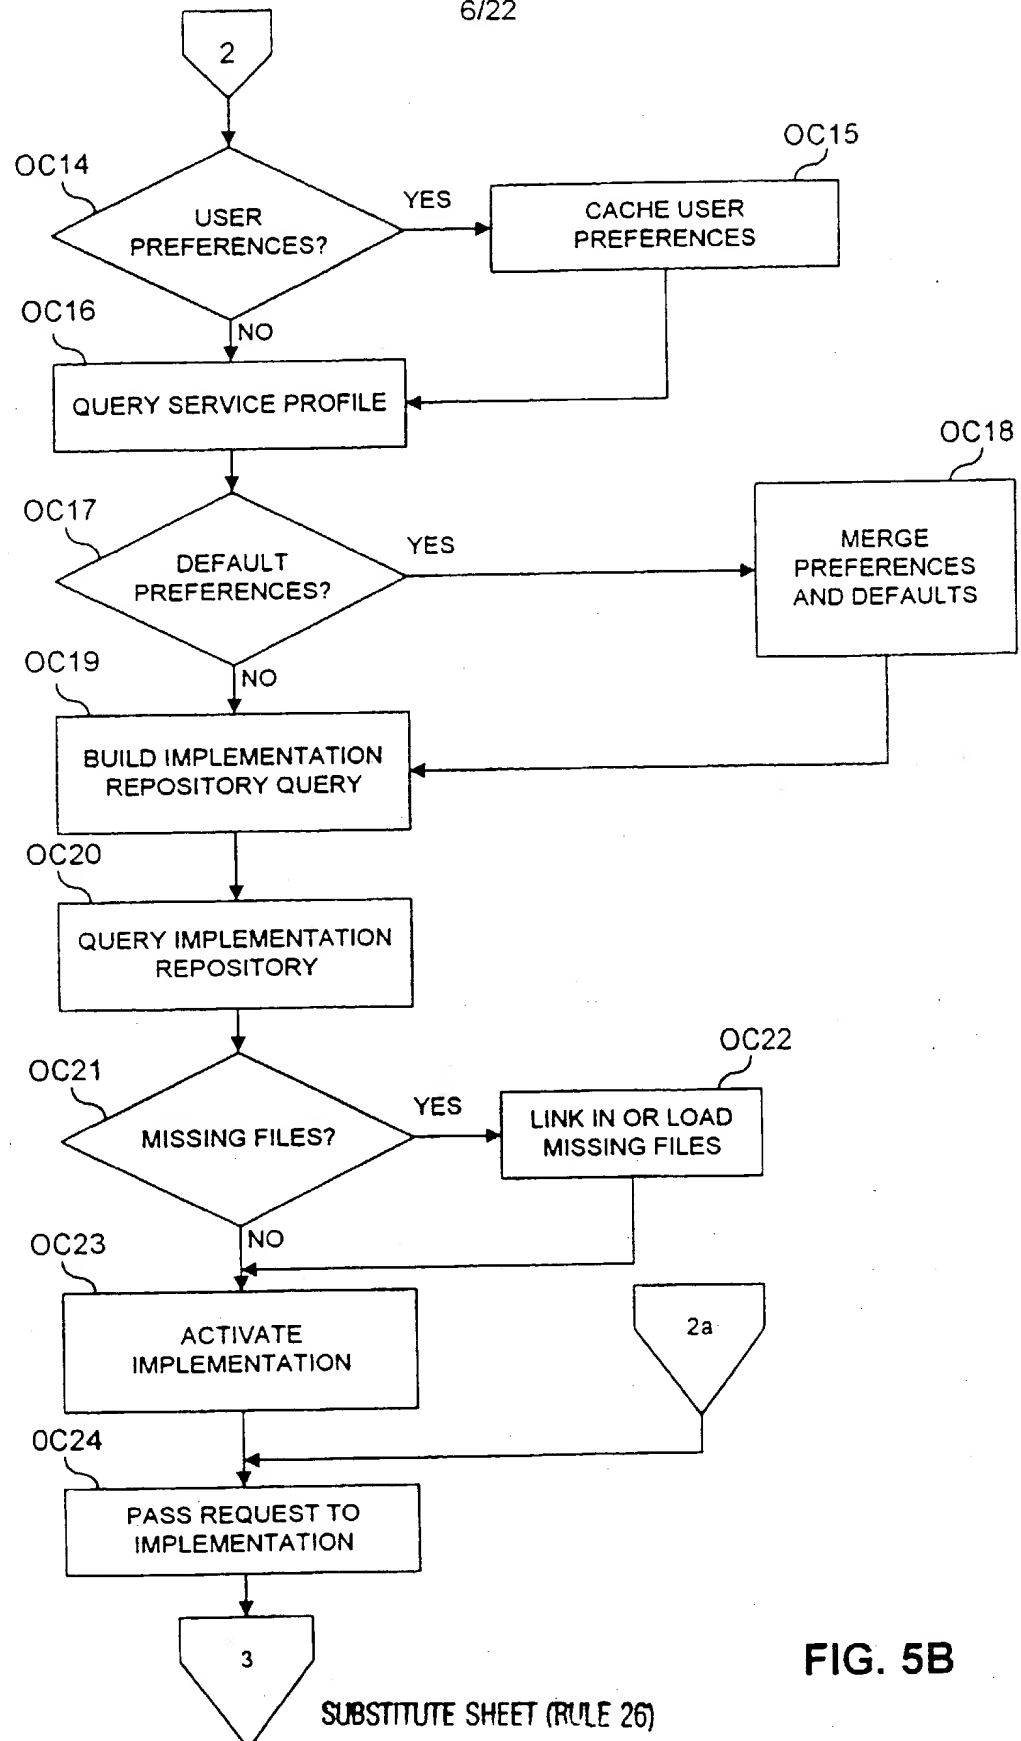 6/22
2
OC14
USER
PREFERENCES?
YES
OC15
CACHE USER
PREFERENCES
NO
OC16
QUERY SERVICE PROFILE
OC17
DEFAULT
PREFERENCES?
YES
OC18
MERGE
PREFERENCES
AND DEFAULTS
NO
OC19
BUILD IMPLEMENTATION
REPOSITORY QUERY
OC20
QUERY IMPLEMENTATION
REPOSITORY
OC21
MISSING FILES?
YES
OC22
LINK IN OR LOAD
MISSING FILES
NO
OC23
ACTIVATE
IMPLEMENTATION
2a
OC24
PASS REQUEST TO
IMPLEMENTATION
3
FIG. 5B
SUBSTITUTE SHEET (RULE 26)